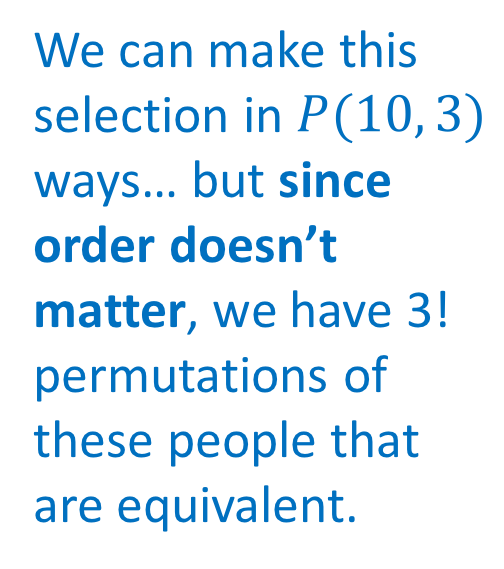 We can make this
selection in P(10, 3)
ways... but since
order doesn’t
matter, we have 3!
permutations of
these people that
are equivalent.